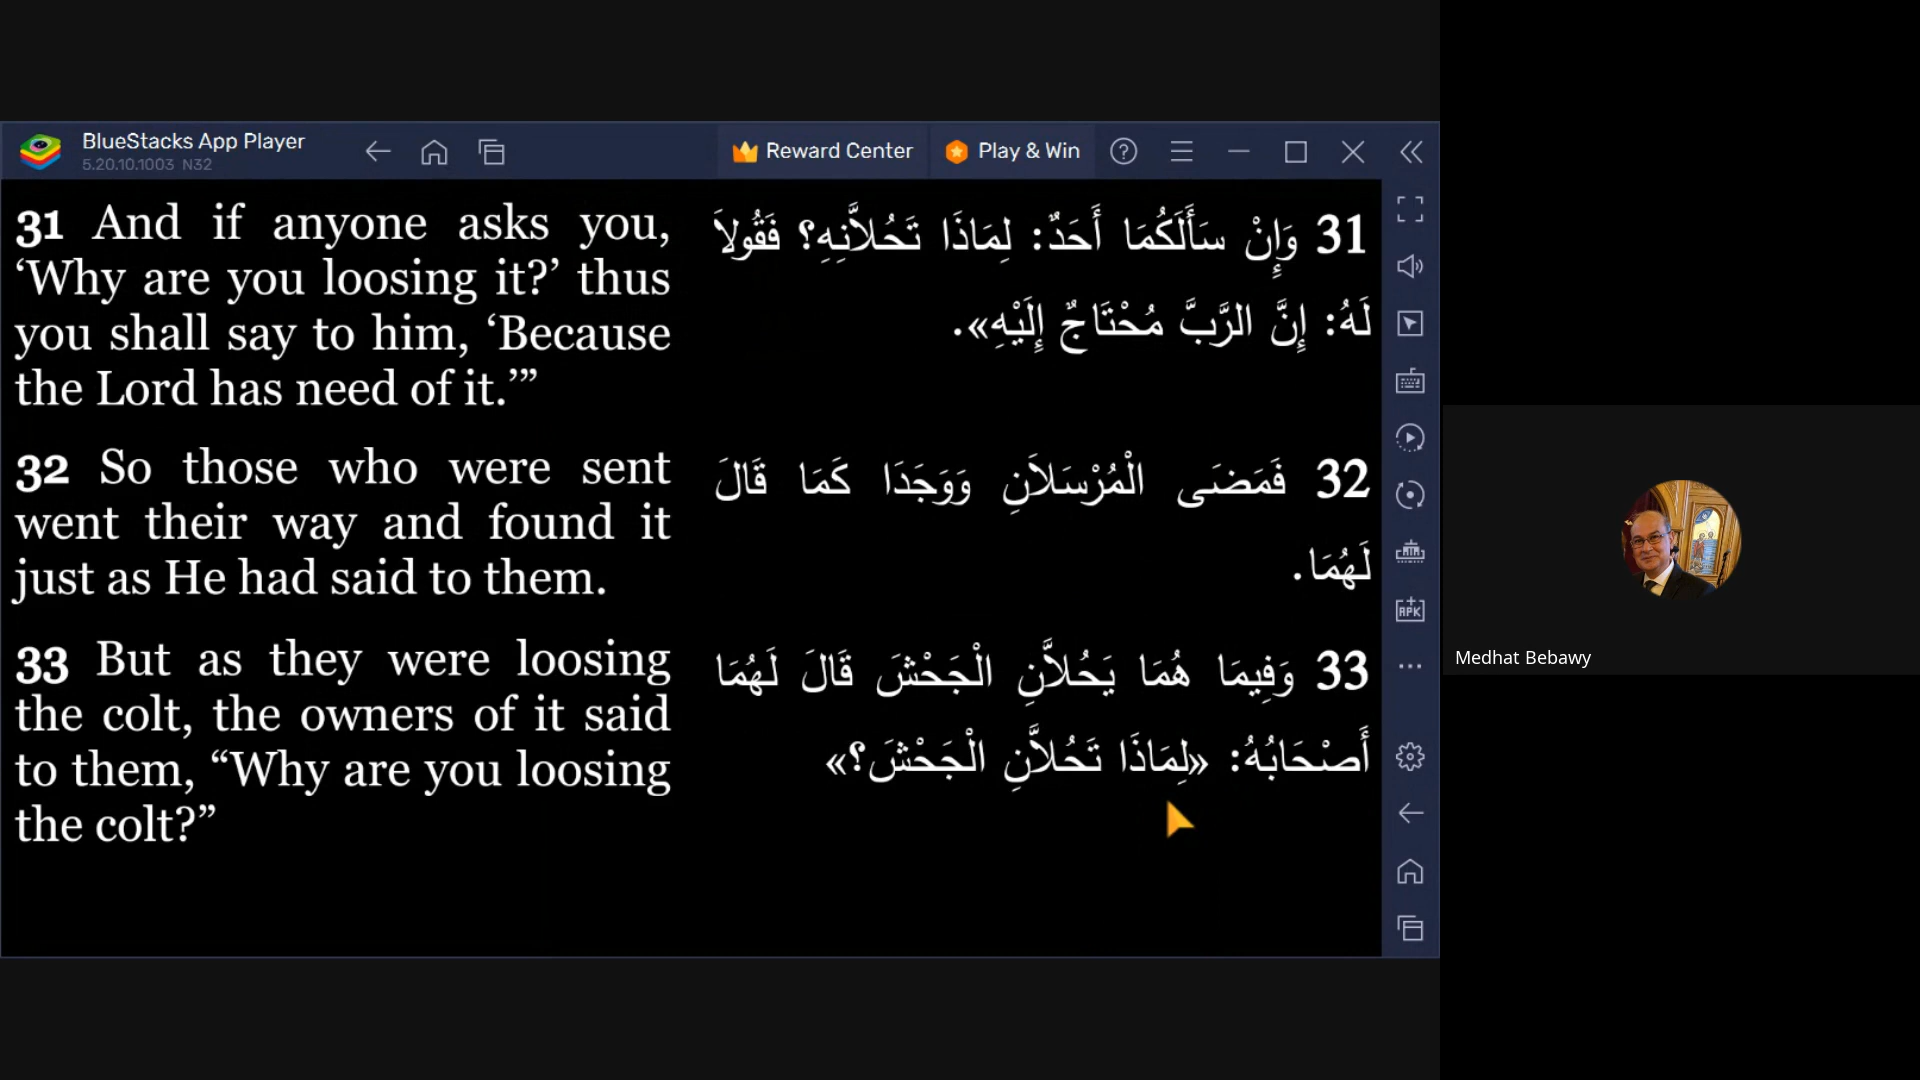 BlueStacks App Player
5.20.10.1003 N32
Reward Center
Play & Win
31 And if anyone asks you,
‘Why are you loosing it?’ thus
you shall say to him, ‘Because
the Lord has need of it.’”
32 So those who were sent
went their way and found it
just as He had said to them.
33 But as they were loosing
the colt, the owners of it said
to them, “Why are you loosing
the colt?”
31 وَإِنْ سَأَلَكُمَا أَحَدٌ: لِمَاذَا تَحُلاَّنِهِ؟ فَقُولاَ
لَهُ: إِنَّ الرَّبَّ مُحْتَاجٌ إِلَيْهِ».
32 فَمَضَى الْمُرْسَلاَنِ وَوَجَدَا كَمَا قَالَ
لَهُمَا.
33 وَفِيمَا هُمَا يَحُلاَّنِ الْجَحْشَ قَالَ لَهُمَا
أَصْحَابُهُ: «لِمَاذَا تَحُلاَّنِ الْجَحْشَ؟»
APK
Medhat Bebawy